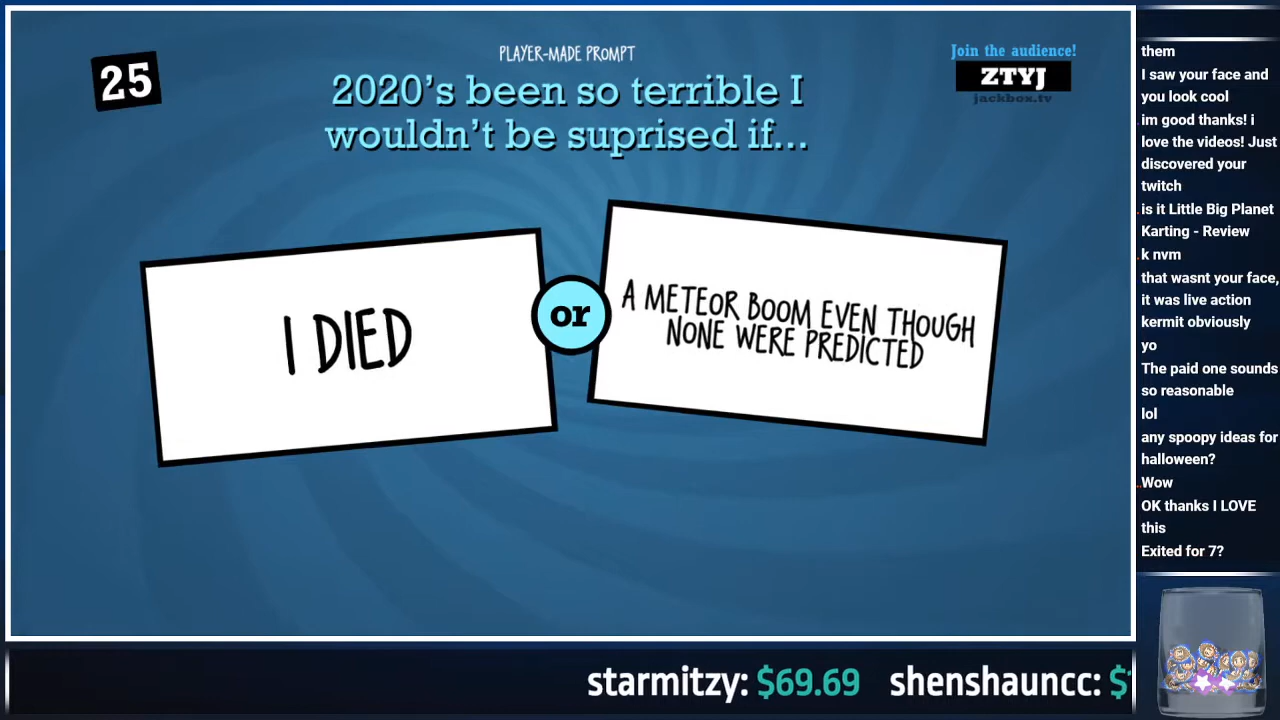 25
PLAYER-MADE PROMPT
2020's been so terrible I
wouldn't be suprised if...
Join the audience!
ZTYJ
jackbox.tv
I DIED
or
A METEOR BOOM EVEN THOUGH
NONE WERE PREDICTED
them
I saw your face and
you look cool
im good thanks! i
love the videos! Just
discovered your
twitch
is it Little Big Planet
Karting - Review
k nvm
that wasnt your face,
it was live action
kermit obviously
yo
The paid one sounds
so reasonable
lol
any spoopy ideas for
halloween?
Wow
OK thanks I LOVE
this
Exited for 7?
starmitzy: $69.69 shenshauncc: $